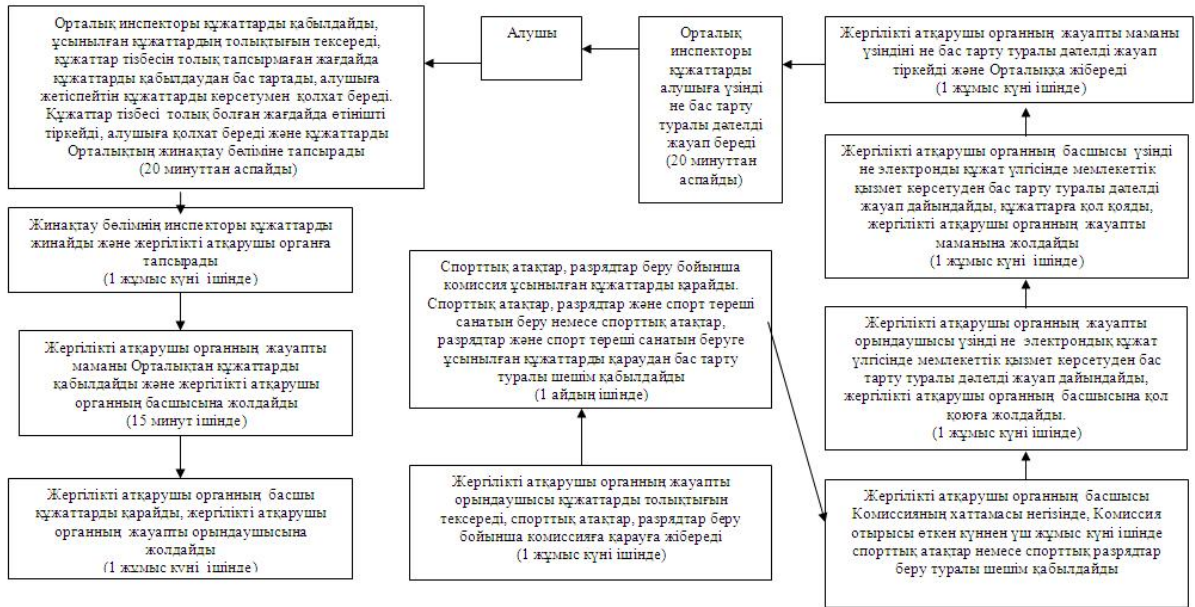 Орталық инспекторы құжаттарды қабылдайды,
ұсынылған құжаттардың толықтығын тексереді,
құжаттар тізбесін толық тапсырмаған жағдайда
құжаттарды қабылдаудан бас тартады, алушыға
жетіспейтін құжаттарды көрсетумен қолхат береді.
Құжаттар тізбесі толық болған жағдайда өтінішті
тіркейді, алушыға қолхат береді және құжаттарды
Орталықтың жинақтау бөліміне тапсырады
(20 минуттан аспайды)
Жинақтау бөлімнің инспекторы құжаттарды
жинайды және жергілікті атқарушы органға
тапсырады
(1 жұмыс күні ішінде)
Жергілікті атқарушы органның жауапты
маманы Орталықтан құжаттарды
қабылдайды және жергілікті атқарушы
органның басшысына жолдайды
(15 минут ішінде)
Жергілікті атқарушы органның басшы
құжаттарды қарайды, жергілікті атқарушы
органның жауапты орындаушысына
жолдайды
(1 жұмыс күні ішінде)
Жергілікті атқарушы органның жауапты
орындаушысы құжаттарды толықтығын
тексереді, спорттық атақтар, разрядтар беру
бойынша комиссияға қарауға жібереді
(1 жұмыс күні ішінде)
Спорттық атақтар, разрядтар беру бойынша
комиссия ұсынылған құжаттарды қарайды.
Спорттық атақтар, разрядтар және спорт төреші
санатын беру немесе спорттық атақтар,
разрядтар және спорт төреші санатын беруге
ұсынылған құжаттарды қараудан бас тарту
туралы шешім қабылдайды
(1 айдың ішінде)
Жергілікті атқарушы органның басшысы
Комиссияның хаттамасы негізінде, Комиссия
отырысы өткен күннен үш жұмыс күні ішінде
спорттық атақтар немесе спорттық разрядтар
беру туралы шешім қабылдайды
Жергілікті атқарушы органның жауапты
орындаушысы үзінді не электрондық құжат
үлгісінде мемлекеттік қызмет көрсетуден бас
тарту туралы дәлелді жауап дайындайды,
жергілікті атқарушы органның басшысына қол
қоюға жолдайды.
(1 жұмыс күні ішінде)
Жергілікті атқарушы органның басшысы үзінді
не электронды құжат үлгісінде мемлекеттік
қызмет көрсетуден бас тарту туралы дәлелді
жауап дайындайды, құжаттарға қол қояды,
жергілікті атқарушы органның жауапты
маманына жолдайды
(1 жұмыс күні ішінде)
Жергілікті атқарушы органның жауапты маманы
үзіндіні не бас тарту туралы дәлелді жауап
тіркейді және Орталыққа жібереді
(1 жұмыс күні ішінде)
Орталық
инспекторы
құжаттарды
алушыға үзінді
не бас тарту
туралы дәлелді
жауап береді
(20 минуттан
аспайды)
Алушы